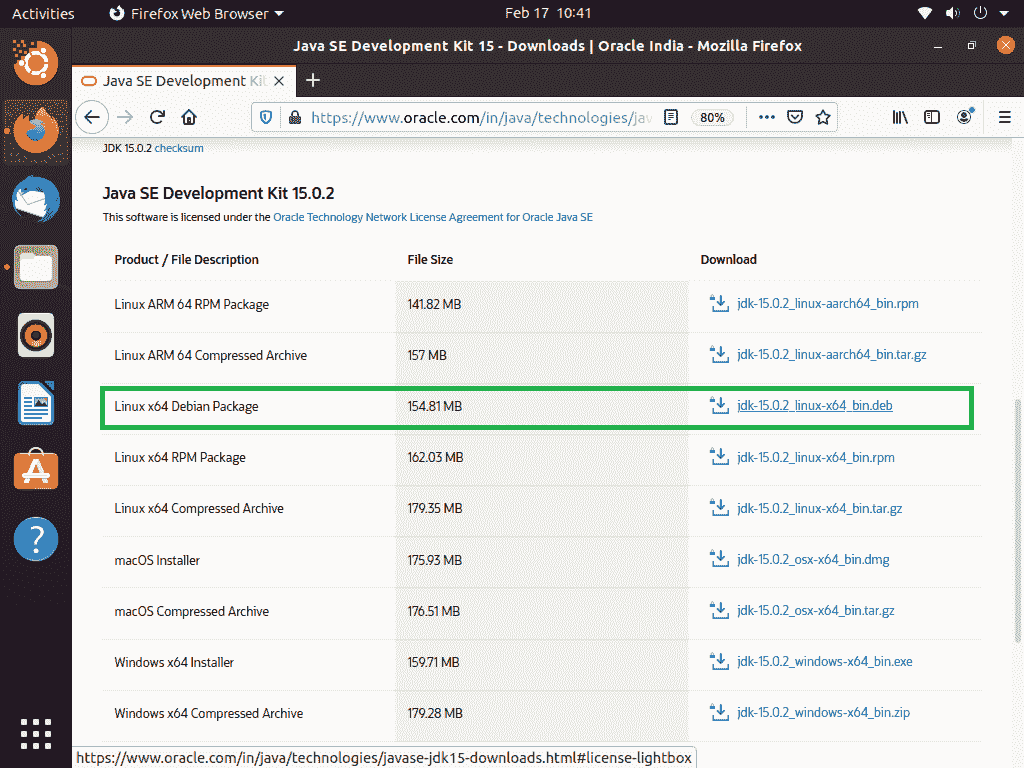 Activities Firefox Web Browser Feb 17 10:41
Java SE Development Kit 15 - Downloads | Oracle India - Mozilla Firefox
Java SE Development Kit
https://www.oracle.com/in/java/technologies/jav 80%
JDK 15.0.2 checksum
Java SE Development Kit 15.0.2
This software is licensed under the Oracle Technology Network License Agreement for Oracle Java SE
Product / File Description File Size Download
Linux ARM 64 RPM Package 141.82 MB jdk-15.0.2_linux-aarch64_bin.rpm
Linux ARM 64 Compressed Archive 157 MB jdk-15.0.2_linux-aarch64_bin.tar.gz
Linux x64 Debian Package 154.81 MB jdk-15.0.2_linux-x64_bin.deb
Linux x64 RPM Package 162.03 MB jdk-15.0.2_linux-x64_bin.rpm
Linux x64 Compressed Archive 179.35 MB jdk-15.0.2_linux-x64_bin.tar.gz
macOS Installer 175.93 MB jdk-15.0.2_osx-x64_bin.dmg
macOS Compressed Archive 176.51 MB jdk-15.0.2_osx-x64_bin.tar.gz
Windows x64 Installer 159.71 MB jdk-15.0.2_windows-x64_bin.exe
Windows x64 Compressed Archive 179.28 MB jdk-15.0.2_windows-x64_bin.zip
https://www.oracle.com/in/java/technologies/javase-jdk15-downloads.html#license-lightbox